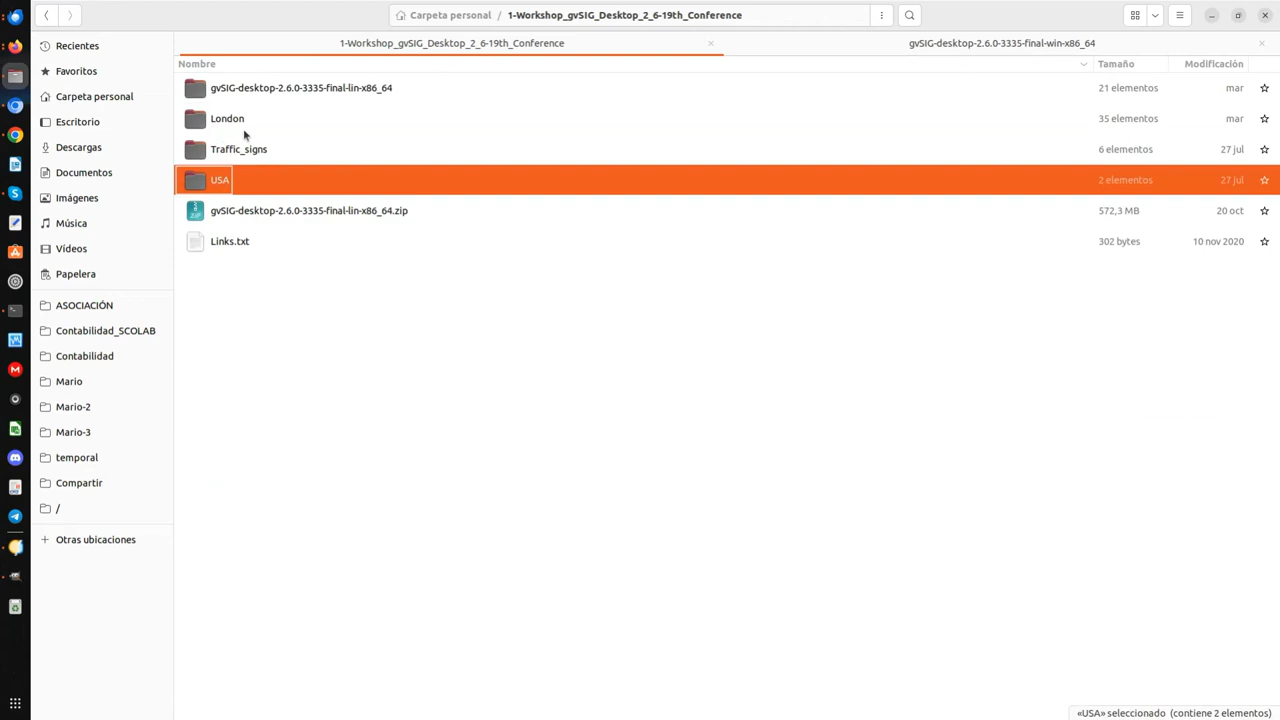 Carpeta personal / 1-Workshop_gvSIG_Desktop_2_6-19th_Conference
1-Workshop_gvSIG_Desktop_2_6-19th_Conference
gvSIG-desktop-2.6.0-3335-final-win-x86_64
Recientes
Favoritos
Carpeta personal
Escritorio
Descargas
Documentos
Imágenes
Música
Vídeos
Papelera
ASOCIACIÓN
Contabilidad_SCOLAB
Contabilidad
Mario
Mario-2
Mario-3
temporal
Compartir
/
Otras ubicaciones
Nombre Tamaño Modificación
gvSIG-desktop-2.6.0-3335-final-lin-x86_64 21 elementos mar
London 35 elementos mar
Traffic_signs 6 elementos 27 jul
USA 2 elementos 27 jul
gvSIG-desktop-2.6.0-3335-final-lin-x86_64.zip 572,3 MB 20 oct
Links.txt 302 bytes 10 nov 2020
«USA» seleccionado (contiene 2 elementos)